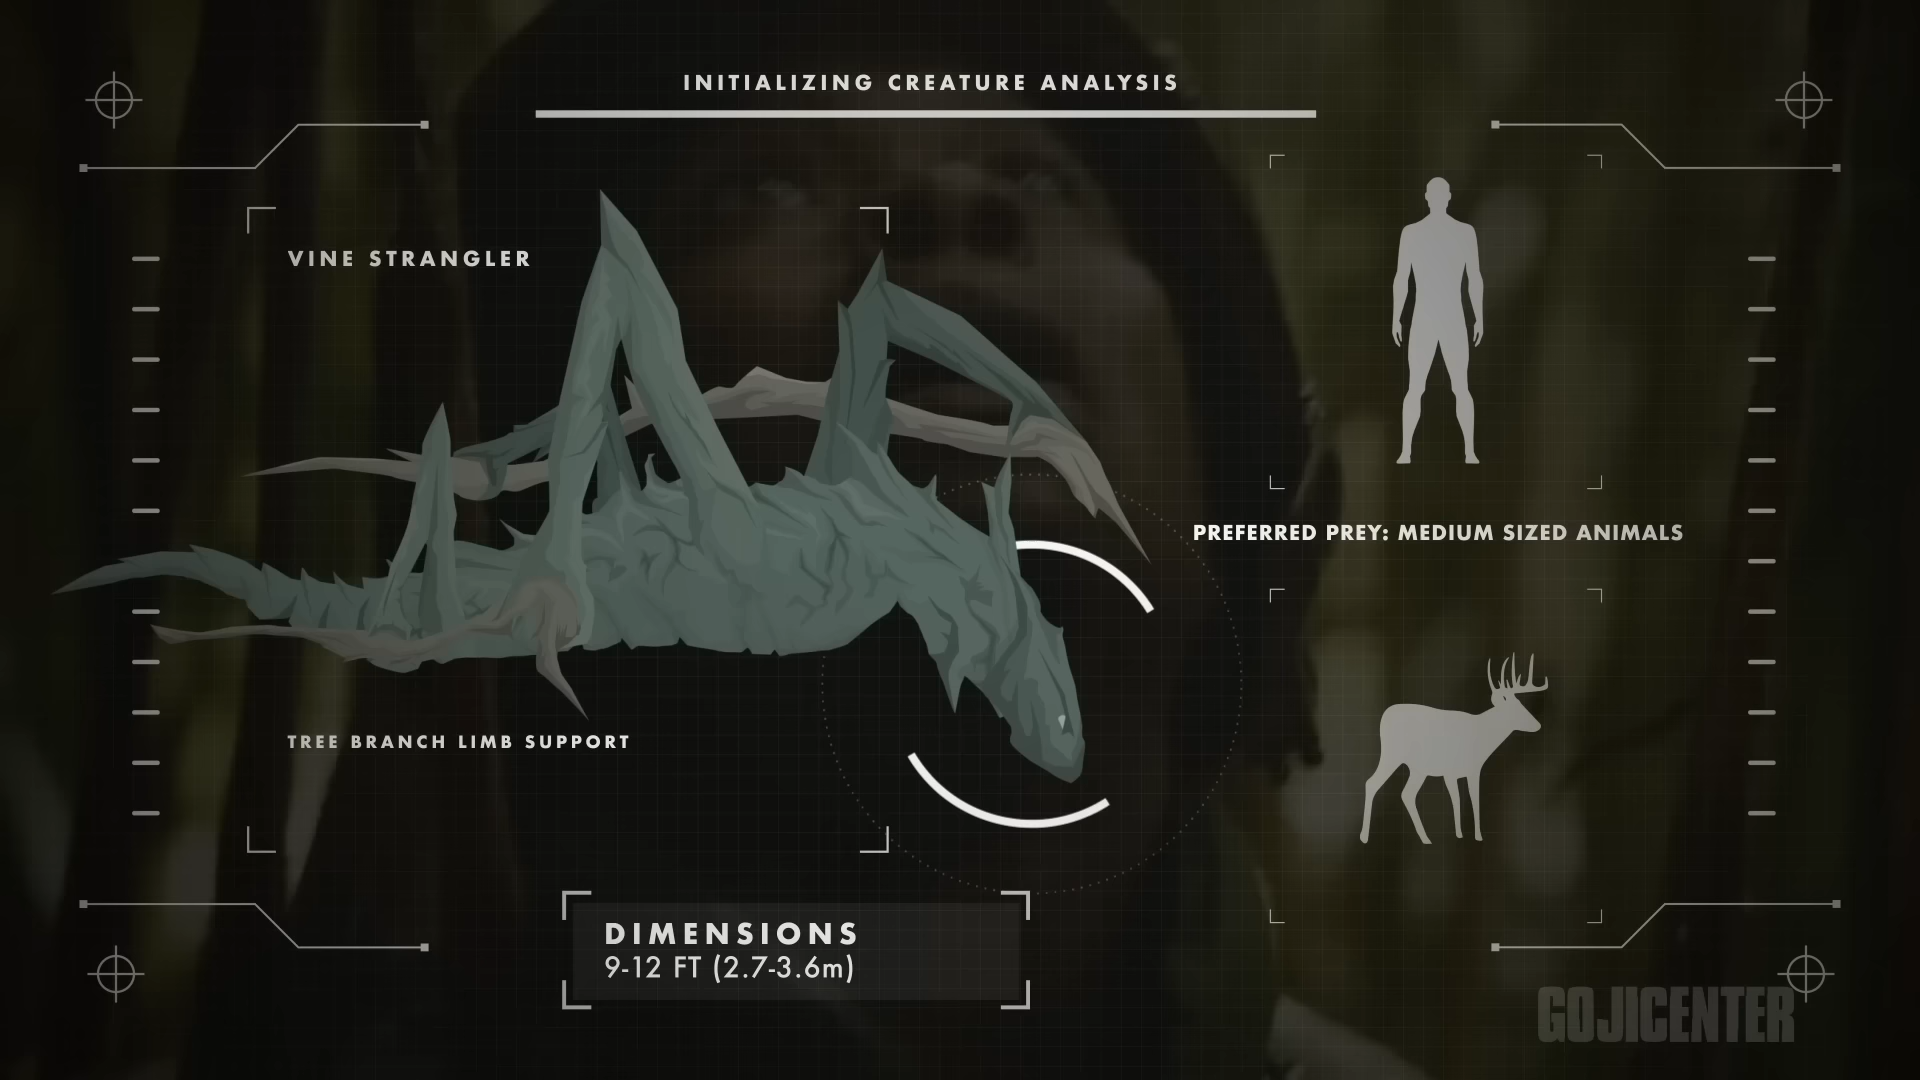 INITIALIZING CREATURE ANALYSIS
VINE STRANGLER
PREFERRED PREY: MEDIUM SIZED ANIMALS
TREE BRANCH LIMB SUPPORT
DIMENSIONS
9-12 FT (2.7-3.6m)
GOJICENTER